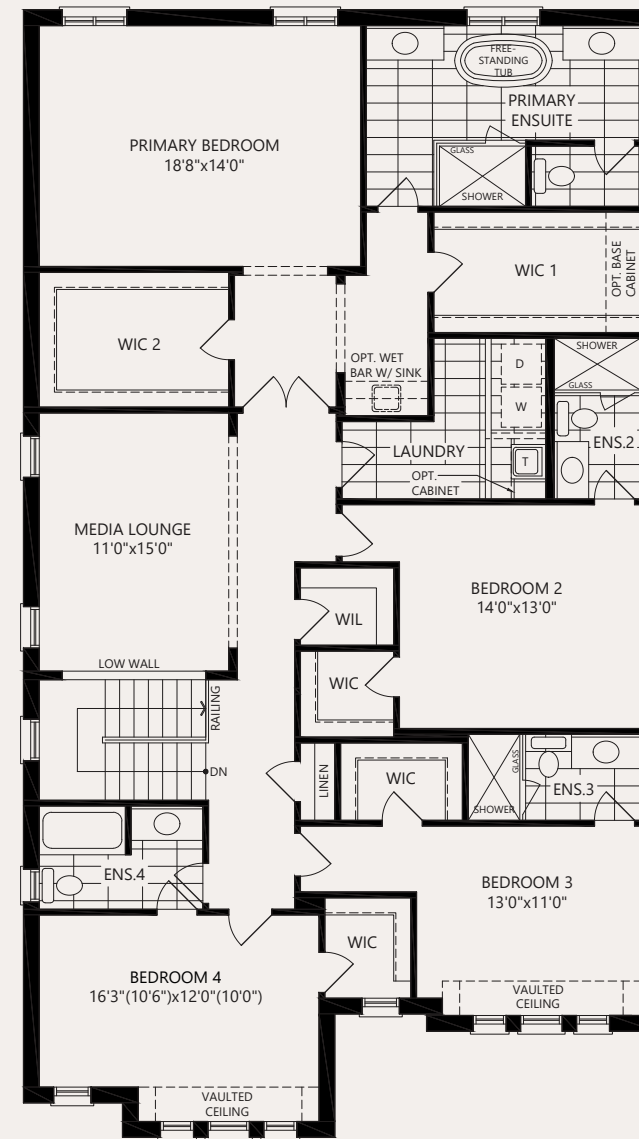 FREE-
STANDING
TUB
PRIMARY
ENSUITE
PRIMARY BEDROOM
18'8"x14'0"
GLASS
SHOWER
WIC 1
OPT. BASE
CABINET
WIC 2
OPT. WET
BAR W/ SINK
D
W
SHOWER
GLASS
LAUNDRY
T
OPT.
CABINET
ENS.2
MEDIA LOUNGE
11'0"x15'0"
BEDROOM 2
14'0"x13'0"
WIL
LOW WALL
WIC
RAILING
DN
LINEN
WIC
GLASS
SHOWER
ENS.3
ENS.4
BEDROOM 3
13'0"x11'0"
WIC
BEDROOM 4
16'3"(10'6")x12'0"(10'0")
VAULTED
CEILING
VAULTED
CEILING